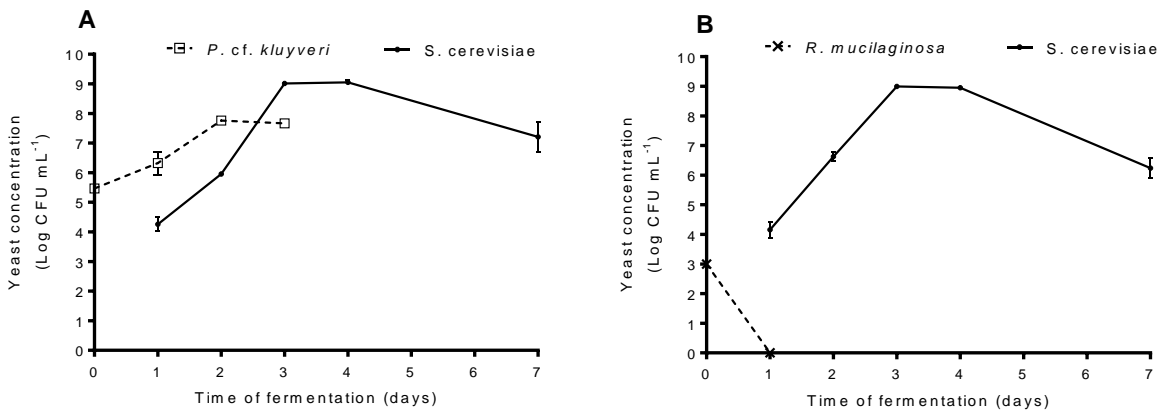 A
P. cf. kluyveri
S. cerevisiae
Yeast concentration
(Log CFU mL-1)
10
9
8
7
6
5
4
3
2
1
0
0 1 2 3 4 5 6 7
Time of fermentation (days)
B
R. mucilaginosa
S. cerevisiae
Yeast concentration
(Log CFU mL-1)
10
9
8
7
6
5
4
3
2
1
0
0 1 2 3 4 5 6 7
Time of fermentation (days)